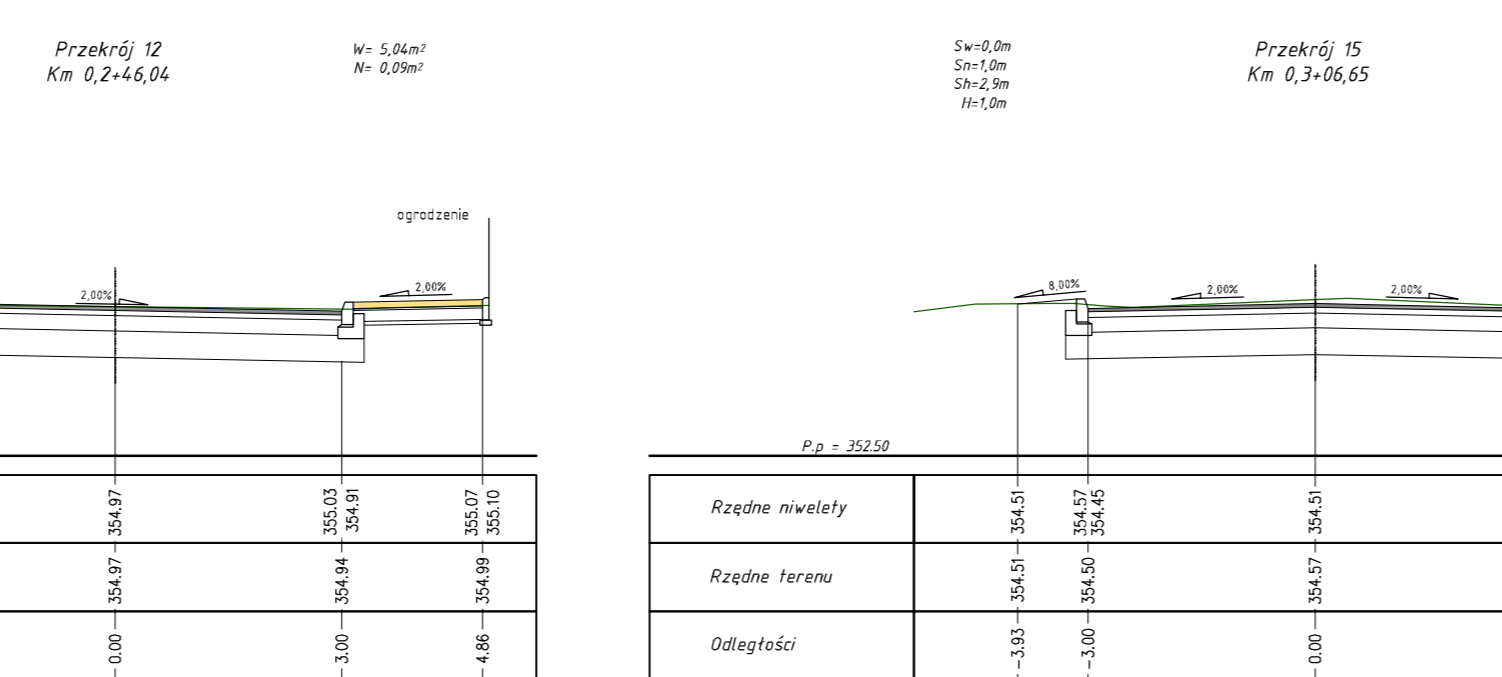 Przekrój 12
Km 0,2+46,04
W= 5,04m²
N= 0,09m²
ogrodzenie
2,00%
2,00%
354.97
355.03
354.91
355.07
355.10
354.97
354.94
354.99
0.00
3.00
4.86
Sw=0,0m
Sn=1,0m
Sh=2,9m
H=1,0m
Przekrój 15
Km 0,3+06,65
8,00%
2,00%
2,00%
P.p = 352.50
Rzędne niwelety
354.51
354.57
354.45
354.51
Rzędne terenu
354.51
354.50
354.57
Odległości
-3.93
-3.00
0.00